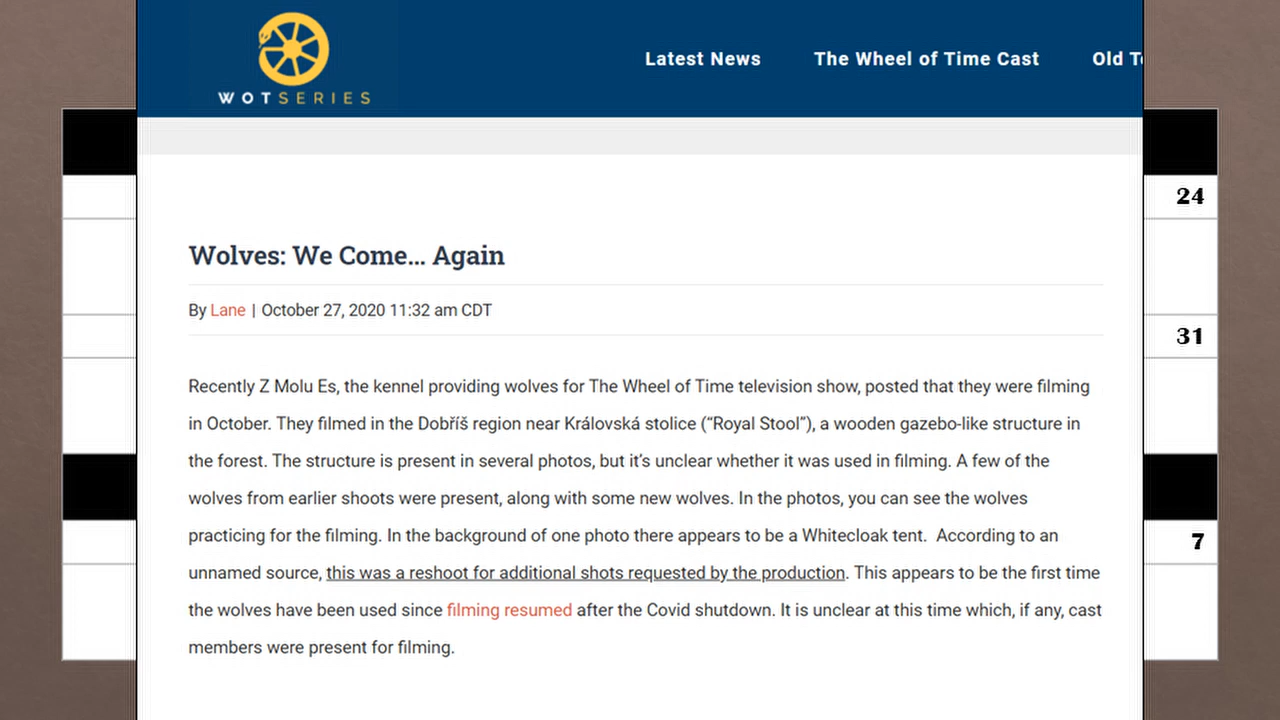 WOTSERIES
Latest News The Wheel of Time Cast Old T
24
31
7
Wolves: We Come... Again
By Lane | October 27, 2020 11:32 am CDT
Recently Z Molu Es, the kennel providing wolves for The Wheel of Time television show, posted that they were filming
in October. They filmed in the Dobříš region near Královská stolice (“Royal Stool”), a wooden gazebo-like structure in
the forest. The structure is present in several photos, but it’s unclear whether it was used in filming. A few of the
wolves from earlier shoots were present, along with some new wolves. In the photos, you can see the wolves
practicing for the filming. In the background of one photo there appears to be a Whitecloak tent.  According to an
unnamed source, this was a reshoot for additional shots requested by the production. This appears to be the first time
the wolves have been used since filming resumed after the Covid shutdown. It is unclear at this time which, if any, cast
members were present for filming.